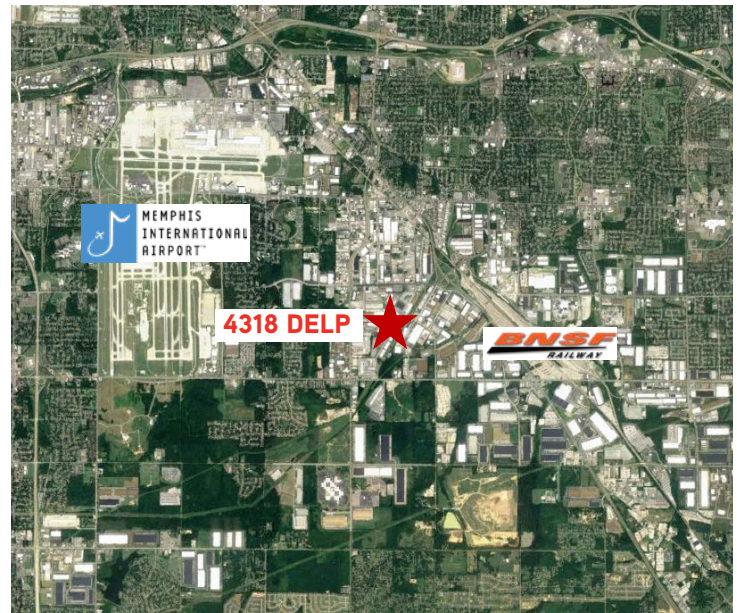 MEMPHIS
INTERNATIONAL
AIRPORT™
4318 DELP
BNSF
RAILWAY